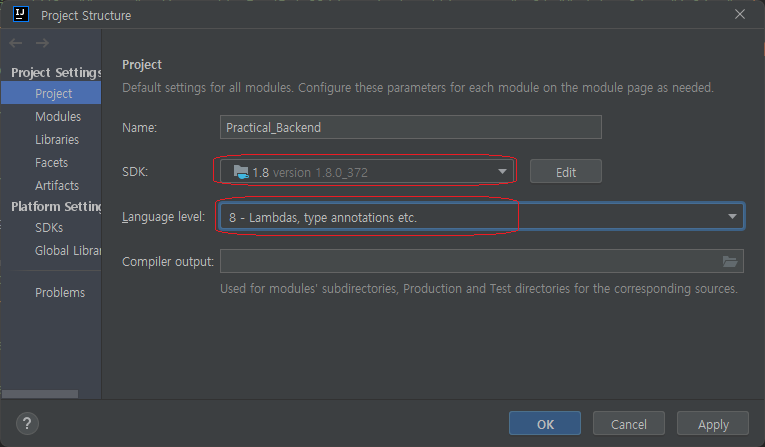 IJ
Project Structure
Project Settings
Project
Modules
Libraries
Facets
Artifacts
Platform Setting
SDKs
Global Librar
Problems
Project
Default settings for all modules. Configure these parameters for each module on the module page as needed.
Name: Practical_Backend
SDK: 1.8 version 1.8.0_372 Edit
Language level: 8 - Lambdas, type annotations etc.
Compiler output:
Used for modules' subdirectories, Production and Test directories for the corresponding sources.
? OK Cancel Apply